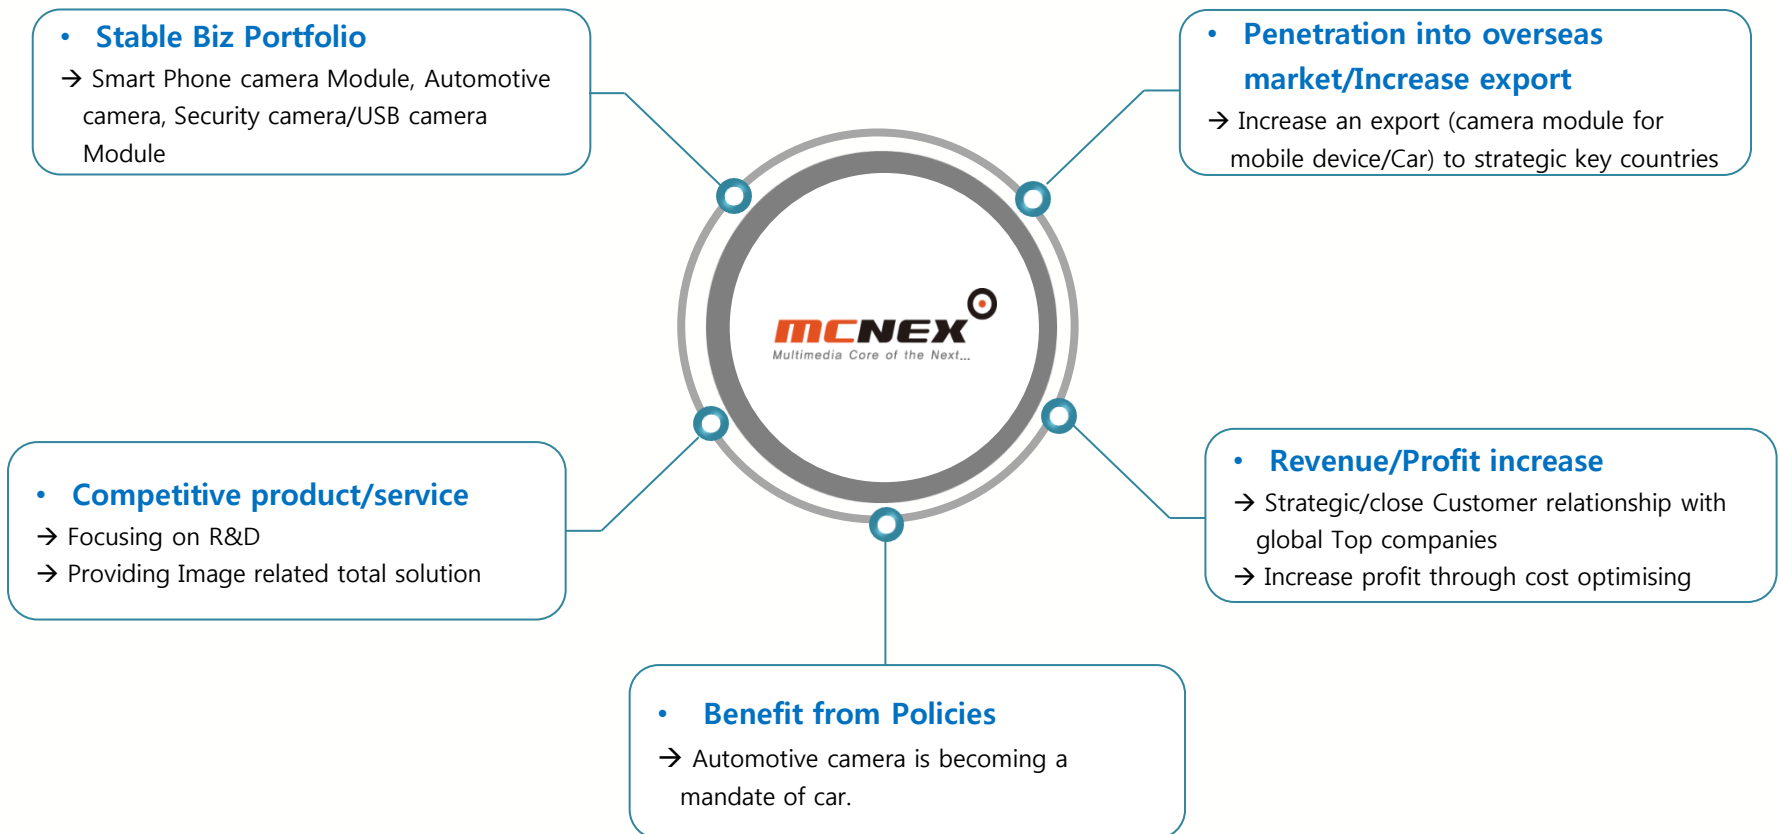 • Stable Biz Portfolio
→ Smart Phone camera Module, Automotive
camera, Security camera/USB camera
Module
• Penetration into overseas
market/Increase export
→ Increase an export (camera module for
mobile device/Car) to strategic key countries
MCNEX
Multimedia Core of the Next...
• Competitive product/service
→ Focusing on R&D
→ Providing Image related total solution
• Revenue/Profit increase
→ Strategic/close Customer relationship with
global Top companies
→ Increase profit through cost optimising
• Benefit from Policies
→ Automotive camera is becoming a
mandate of car.